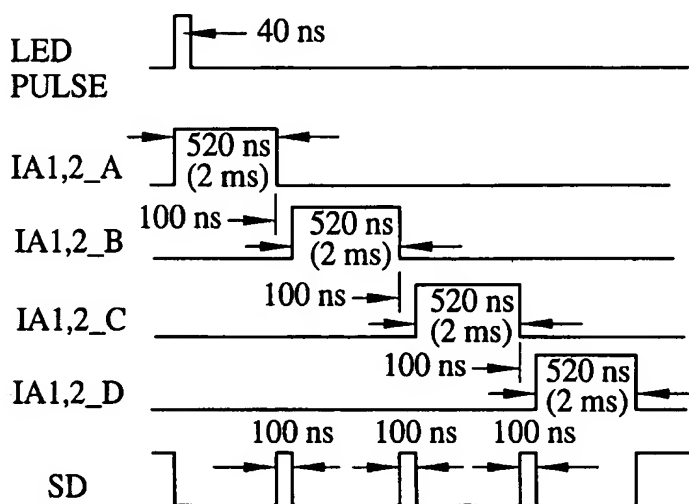 LED
PULSE
40 ns
IA1,2_A
520 ns
(2 ms)
100 ns
IA1,2_B
520 ns
(2 ms)
100 ns
IA1,2_C
520 ns
(2 ms)
100 ns
IA1,2_D
520 ns
(2 ms)
100 ns 100 ns 100 ns
SD